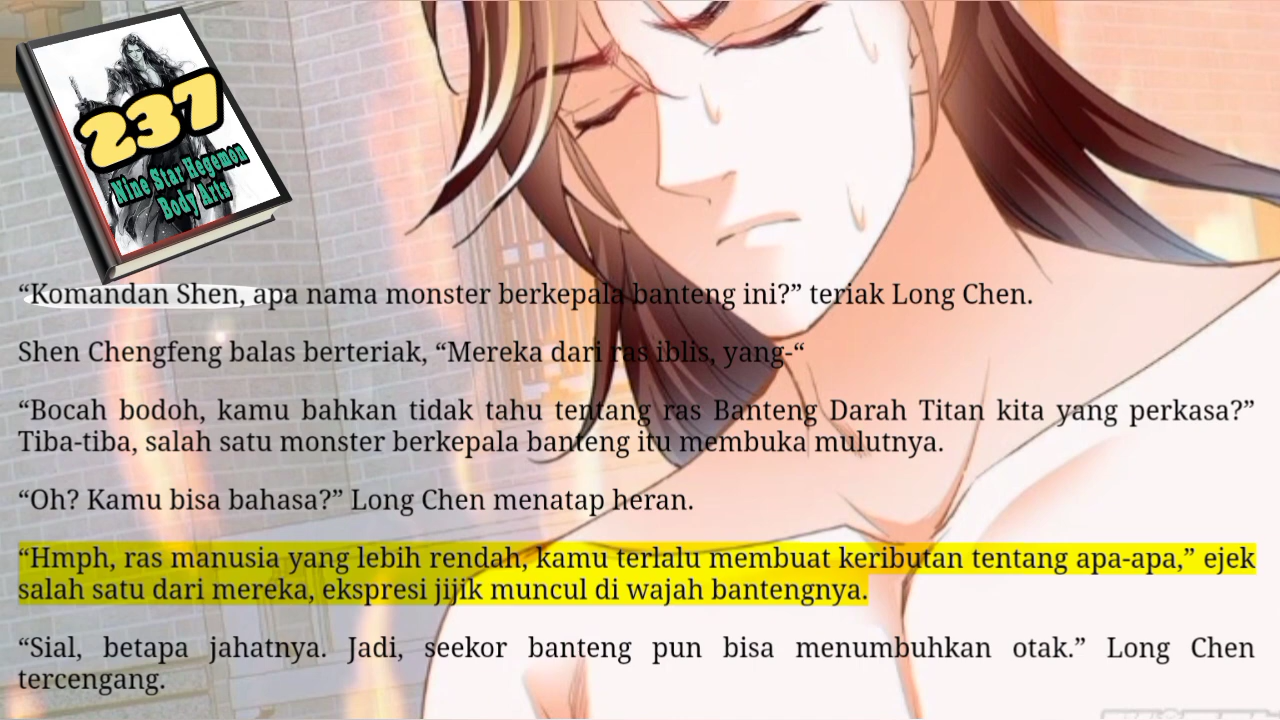 237
Nine Star Hegemon
Body Arts
“Komandan Shen, apa nama monster berkepala banteng ini?” teriak Long Chen.
Shen Chengfeng balas berteriak, “Mereka dari ras iblis, yang-“
“Bocah bodoh, kamu bahkan tidak tahu tentang ras Banteng Darah Titan kita yang perkasa?”
Tiba-tiba, salah satu monster berkepala banteng itu membuka mulutnya.
“Oh? Kamu bisa bahasa?” Long Chen menatap heran.
“Hmph, ras manusia yang lebih rendah, kamu terlalu membuat keributan tentang apa-apa,” ejek
salah satu dari mereka, ekspresi jijik muncul di wajah bantengnya.
“Sial, betapa jahatnya. Jadi, seekor banteng pun bisa menumbuhkan otak.” Long Chen
tercengang.